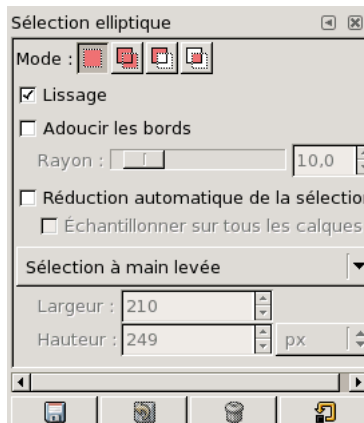 Sélection elliptique
Mode :
Lissage
Adoucir les bords
Rayon : 10,0
Réduction automatique de la sélection
Échantillonner sur tous les calques
Sélection à main levée
Largeur : 210
Hauteur : 249 px